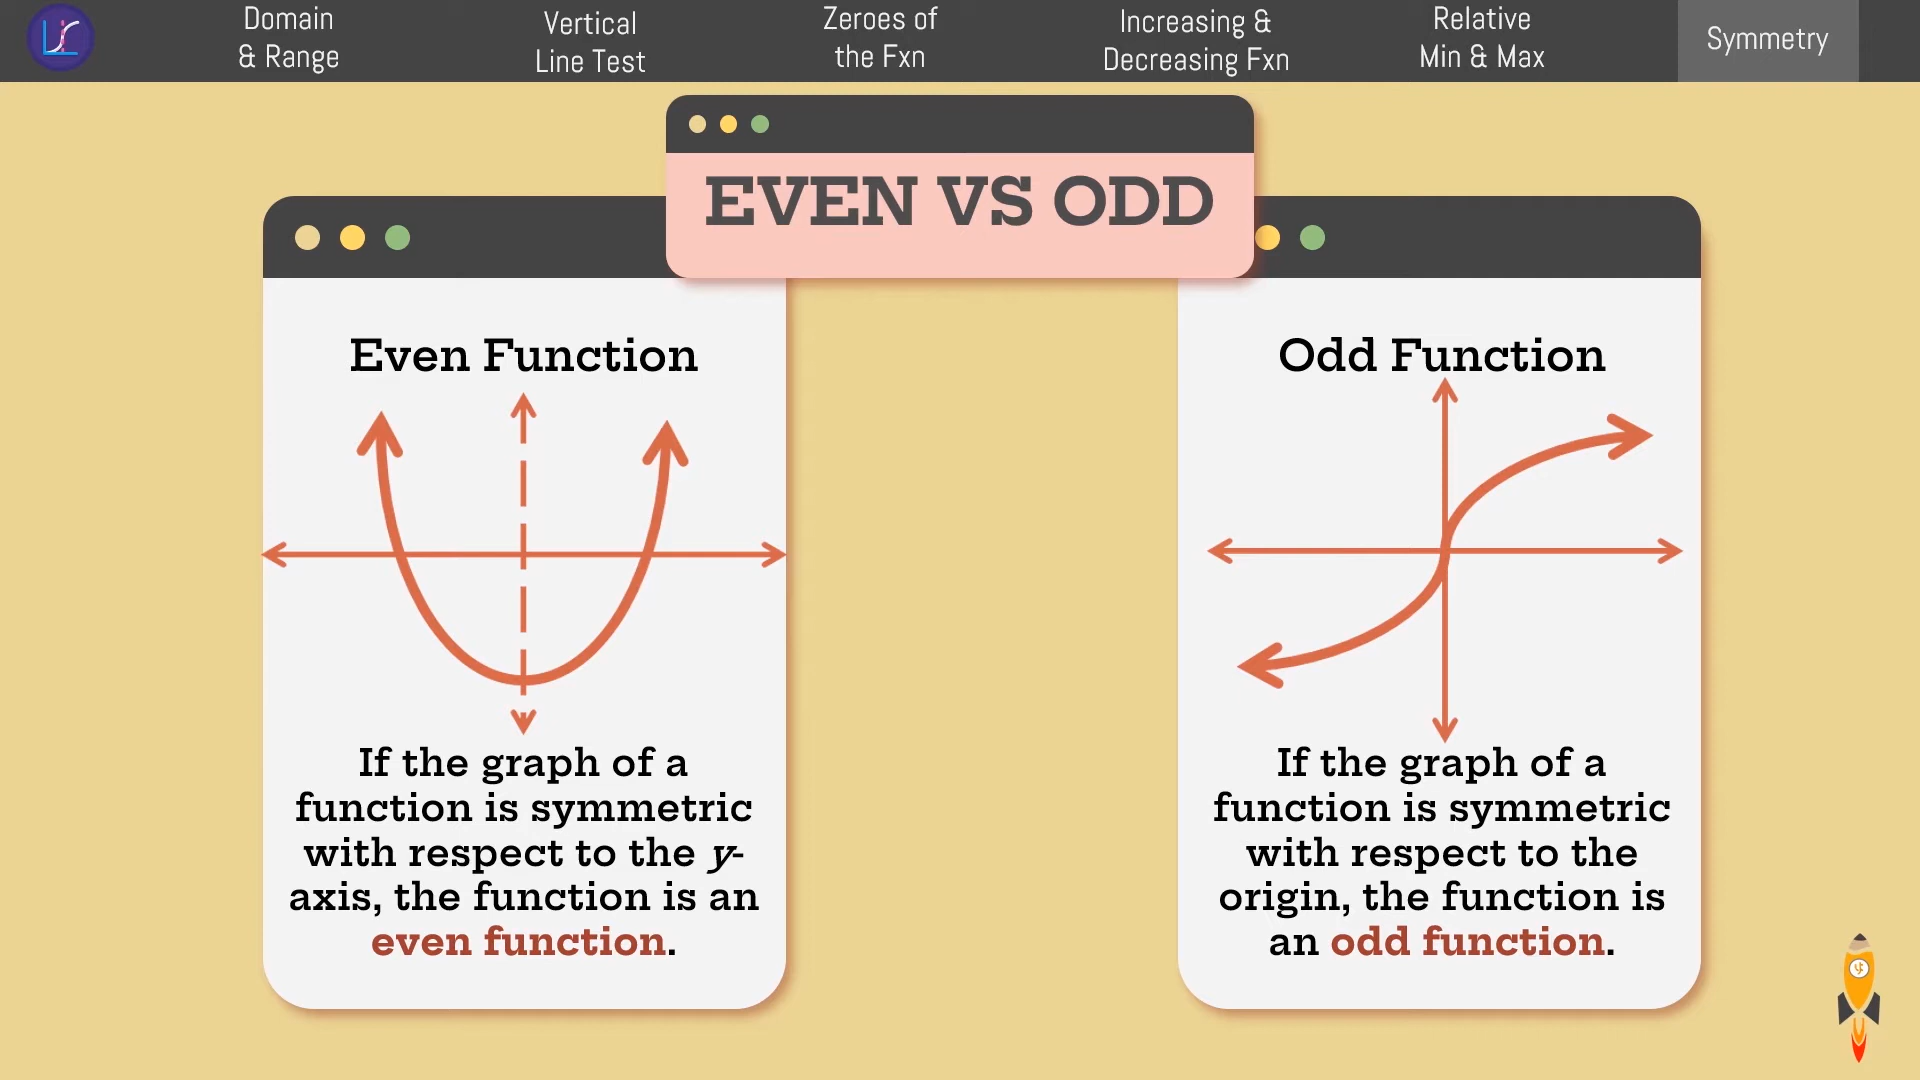 Domain
& Range
Vertical
Line Test
Zeroes of
the Fxn
Increasing &
Decreasing Fxn
Relative
Min & Max
Symmetry
EVEN VS ODD
Even Function
If the graph of a
function is symmetric
with respect to the y-
axis, the function is an
even function.
Odd Function
If the graph of a
function is symmetric
with respect to the
origin, the function is
an odd function.